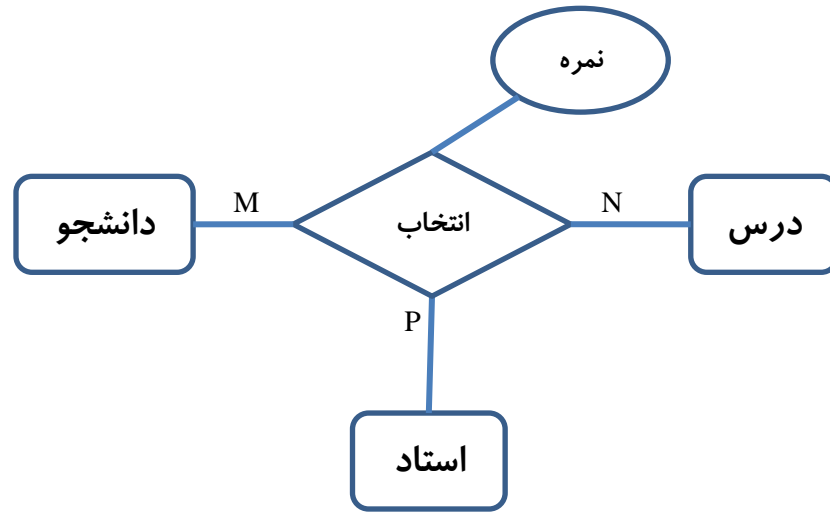 نمره
دانشجو
M
انتخاب
N
درس
P
استاد